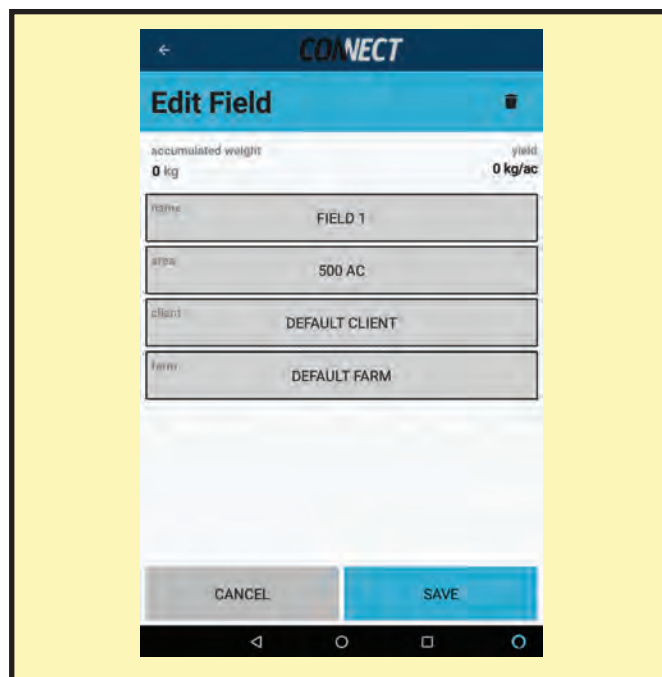 CONNECT
Edit Field
accumulated weight yield
0 kg 0 kg/ac
name
FIELD 1
area
500 AC
client
DEFAULT CLIENT
farm
DEFAULT FARM
CANCEL SAVE